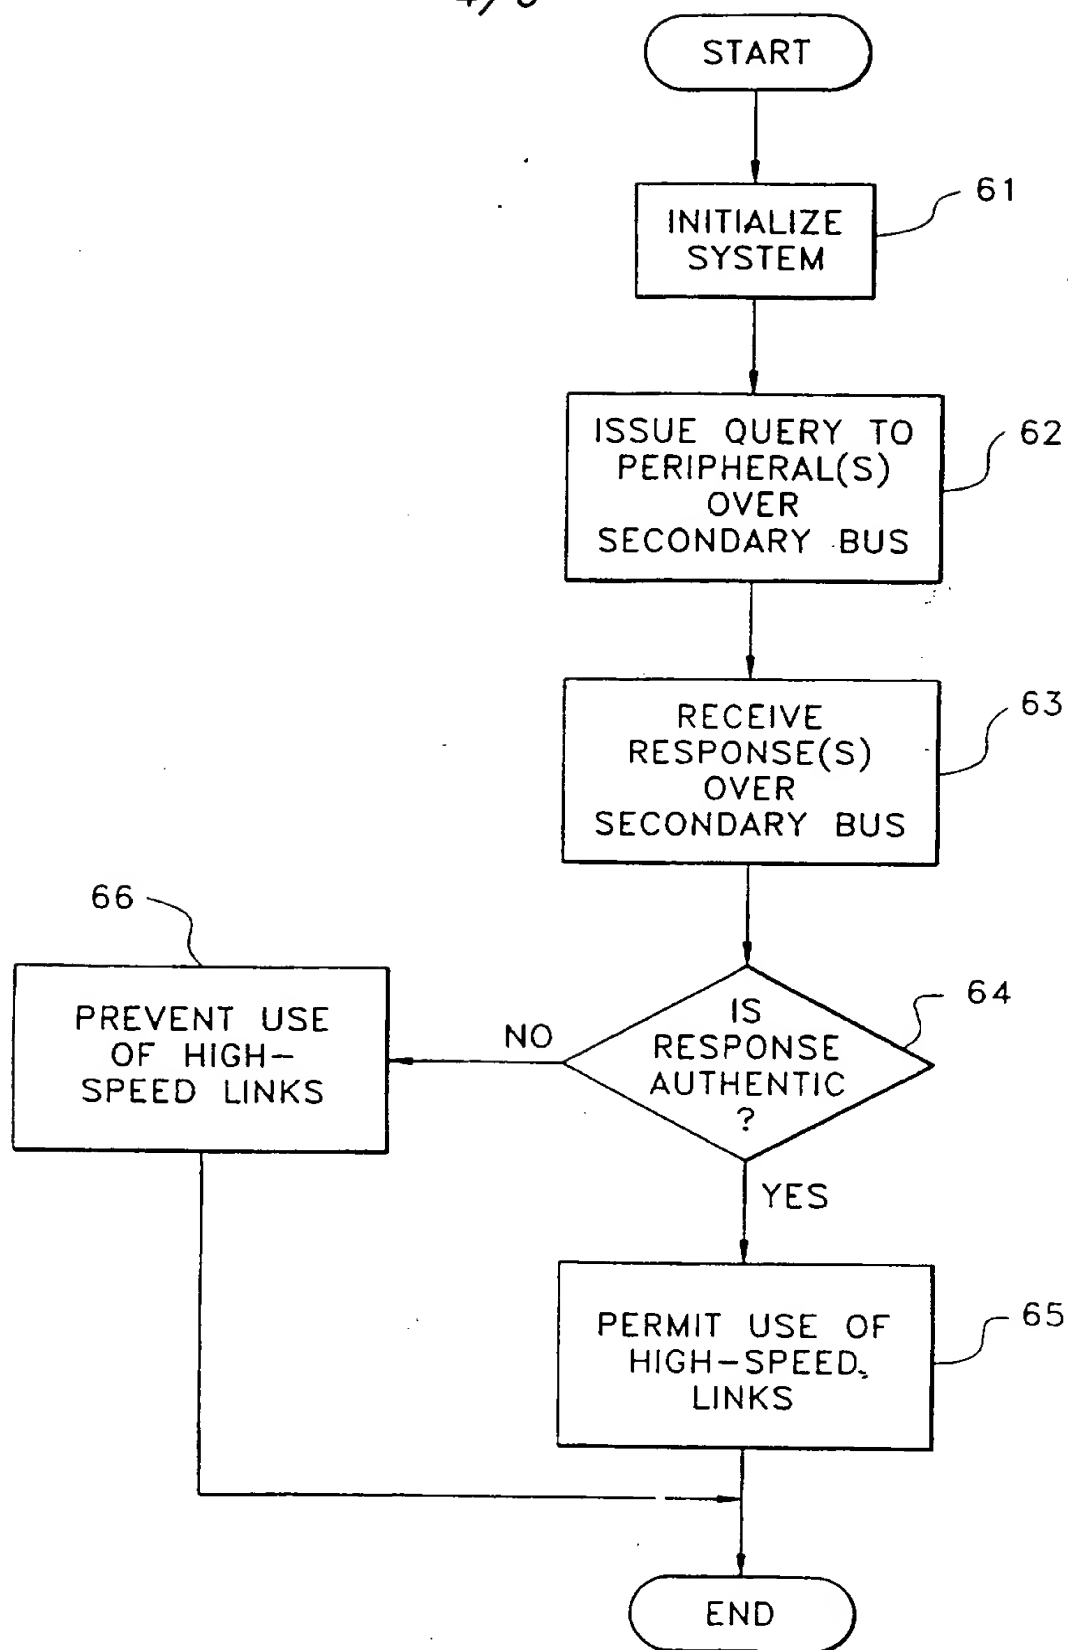 START
61
INITIALIZE
SYSTEM
62
ISSUE QUERY TO
PERIPHERAL(S)
OVER
SECONDARY BUS
63
RECEIVE
RESPONSE(S)
OVER
SECONDARY BUS
66
PREVENT USE
OF HIGH-
SPEED LINKS
NO
64
IS
RESPONSE
AUTHENTIC
?
YES
65
PERMIT USE OF
HIGH-SPEED
LINKS
END